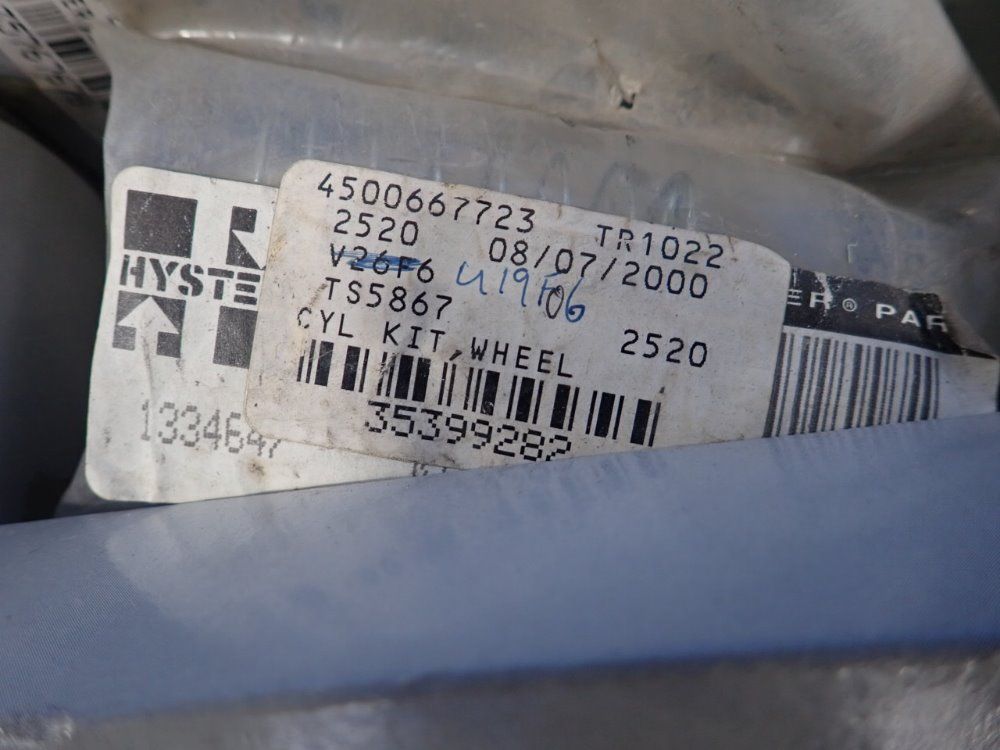 4500667723 TR1022
2520 08/07/2000
V26F6 U19F06
TS5867
CYL KIT,WHEEL 2520
35399282
HYSTE
ER® PAR
1334647